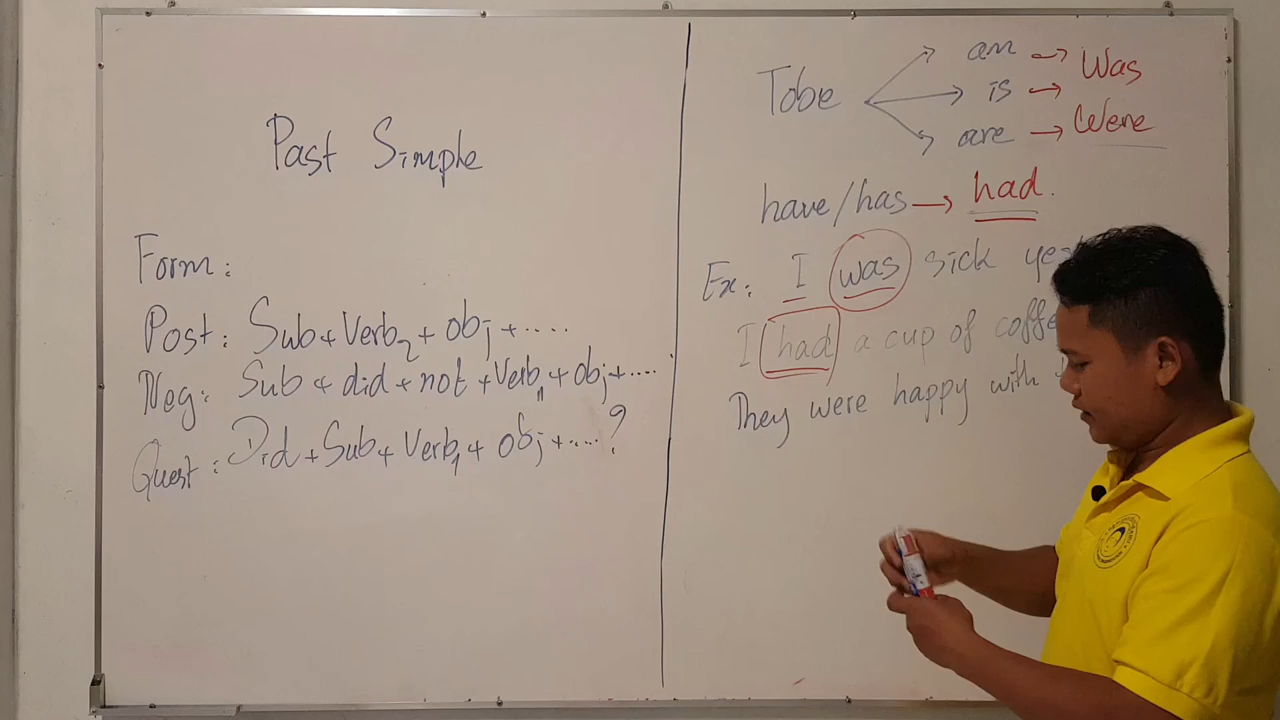 Past Simple
Form:
Post: Sub + Verb2 + obj + ....
Neg: Sub + did + not + Verb1 + Obj + ....
Quest: Did + Sub + Verb1 + obj + .... ?
Tobe
am → Was
is →
are → Were
have/has → had.
Ex: I was sick
I had a cup of
They were happy with